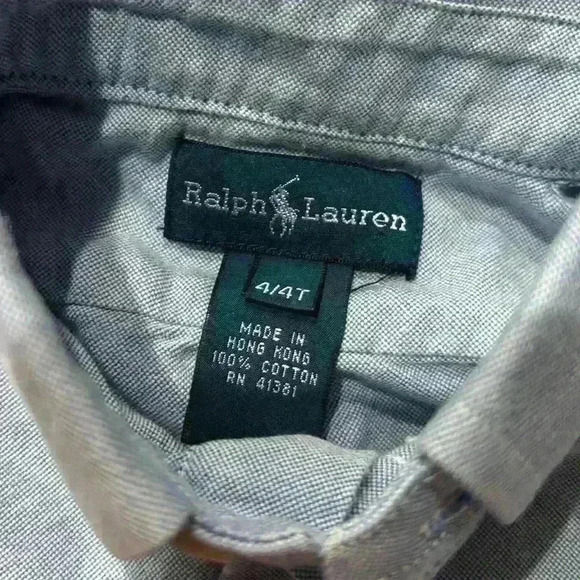 Ralph Lauren
4/4T
MADE IN
HONG KONG
100% COTTON
RN 41381